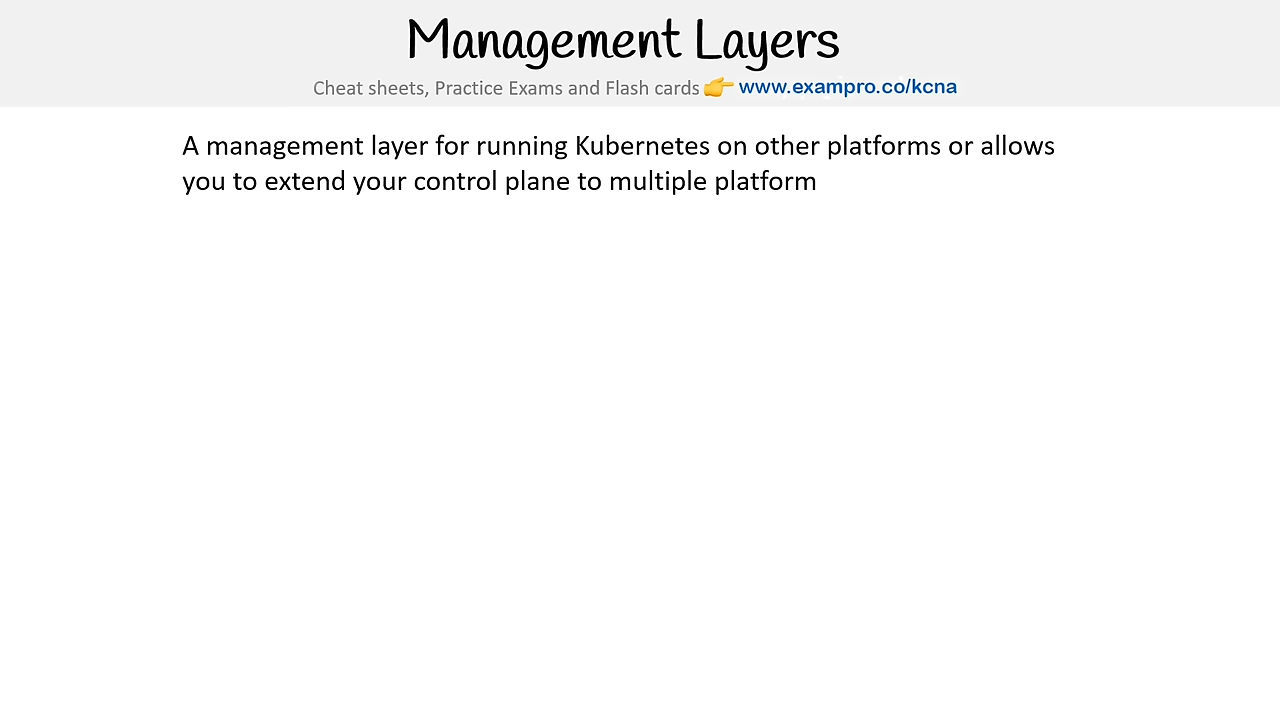 Management Layers
Cheat sheets, Practice Exams and Flash cards 👉 www.exampro.co/kcna
A management layer for running Kubernetes on other platforms or allows
you to extend your control plane to multiple platform